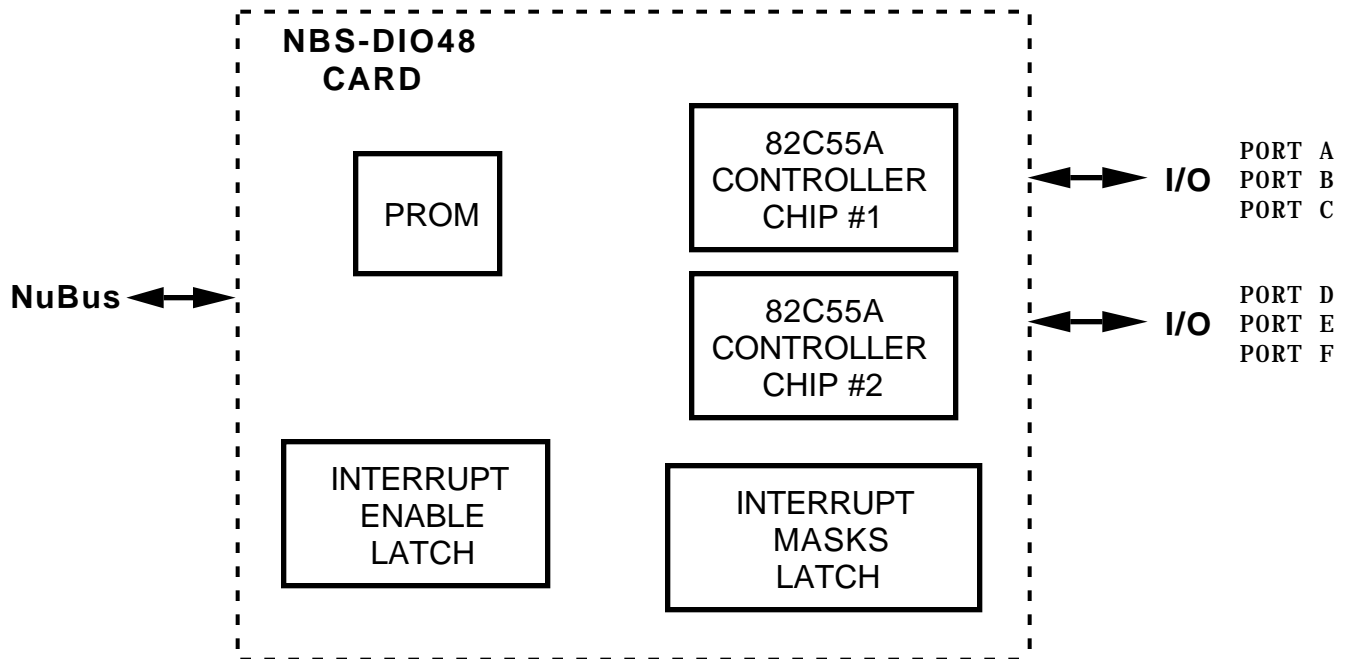 NBS-DIO48
CARD
82C55A
CONTROLLER
CHIP #1
PROM
I/O
PORT A
PORT B
PORT C
NuBus
82C55A
CONTROLLER
CHIP #2
I/O
PORT D
PORT E
PORT F
INTERRUPT
ENABLE
LATCH
INTERRUPT
MASKS
LATCH